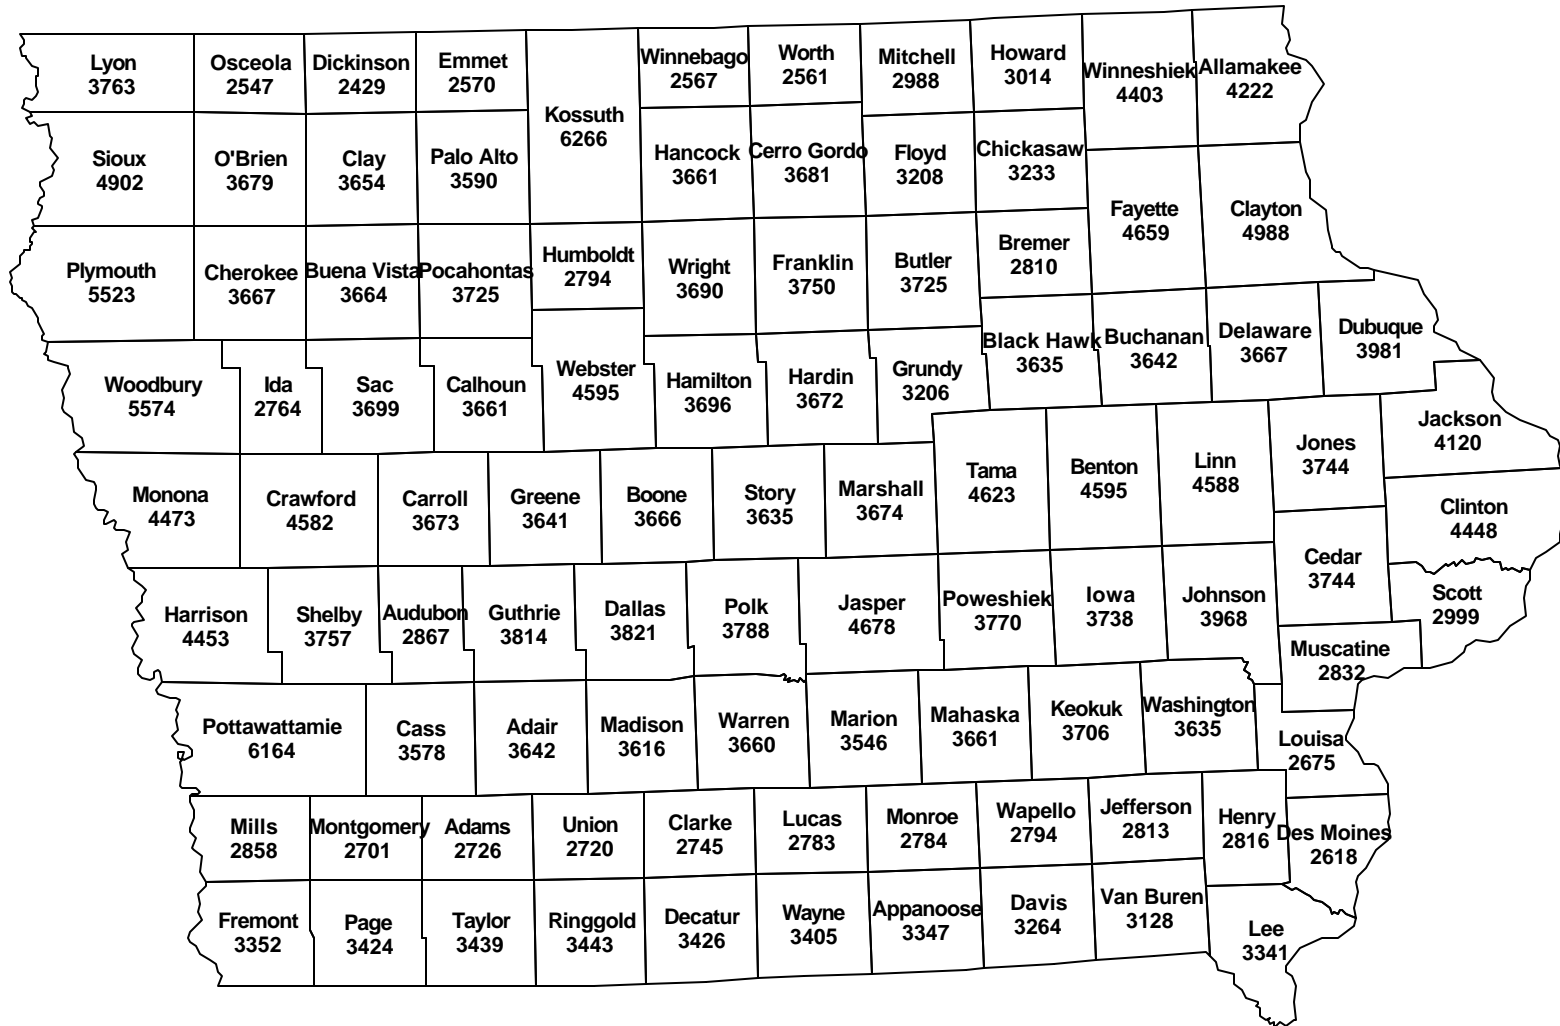 Lyon
3763
Osceola
2547
Dickinson
2429
Emmet
2570
Kossuth
6266
Winnebago
2567
Worth
2561
Mitchell
2988
Howard
3014
Winneshiek
4403
Allamakee
4222
Sioux
4902
O'Brien
3679
Clay
3654
Palo Alto
3590
Hancock
3661
Cerro Gordo
3681
Floyd
3208
Chickasaw
3233
Fayette
4659
Clayton
4988
Plymouth
5523
Cherokee
3667
Buena Vista
3664
Pocahontas
3725
Humboldt
2794
Wright
3690
Franklin
3750
Butler
3725
Bremer
2810
Woodbury
5574
Ida
2764
Sac
3699
Calhoun
3661
Webster
4595
Hamilton
3696
Hardin
3672
Grundy
3206
Black Hawk
3635
Buchanan
3642
Delaware
3667
Dubuque
3981
Jackson
4120
Monona
4473
Crawford
4582
Carroll
3673
Greene
3641
Boone
3666
Story
3635
Marshall
3674
Tama
4623
Benton
4595
Linn
4588
Jones
3744
Clinton
4448
Cedar
3744
Scott
2999
Harrison
4453
Shelby
3757
Audubon
2867
Guthrie
3814
Dallas
3821
Polk
3788
Jasper
4678
Poweshiek
3770
Iowa
3738
Johnson
3968
Muscatine
2832
Pottawattamie
6164
Cass
3578
Adair
3642
Madison
3616
Warren
3660
Marion
3546
Mahaska
3661
Keokuk
3706
Washington
3635
Louisa
2675
Mills
2858
Montgomery
2701
Adams
2726
Union
2720
Clarke
2745
Lucas
2783
Monroe
2784
Wapello
2794
Jefferson
2813
Henry
2816
Des Moines
2618
Fremont
3352
Page
3424
Taylor
3439
Ringgold
3443
Decatur
3426
Wayne
3405
Appanoose
3347
Davis
3264
Van Buren
3128
Lee
3341